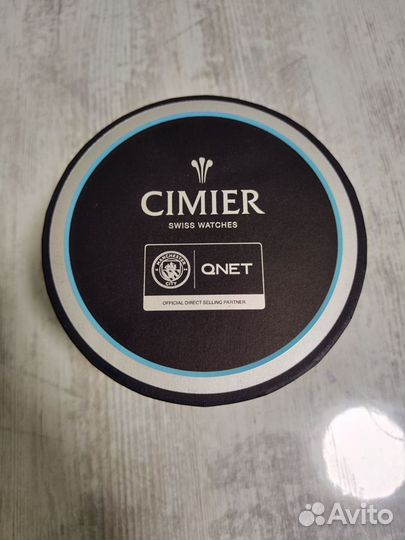 CIMIER
SWISS WATCHES
MANCHESTER
CITY
QNET
OFFICIAL DIRECT SELLING PARTNER
Avito